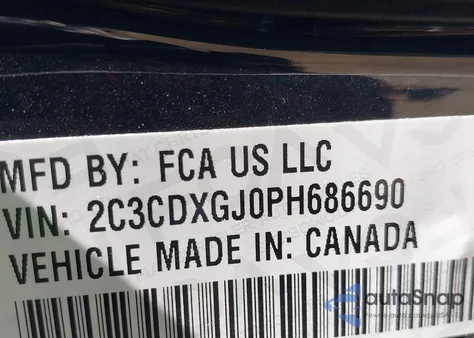 MFD BY: FCA US LLC
VIN: 2C3CDXGJ0PH686690
VEHICLE MADE IN: CANADA
autoSnap